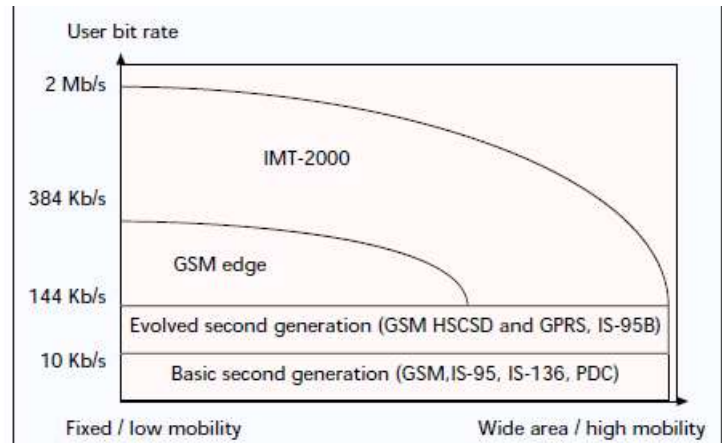 User bit rate
2 Mb/s
IMT-2000
384 Kb/s
GSM edge
144 Kb/s
Evolved second generation (GSM HSCSD and GPRS, IS-95B)
10 Kb/s
Basic second generation (GSM,IS-95, IS-136, PDC)
Fixed / low mobility
Wide area / high mobility